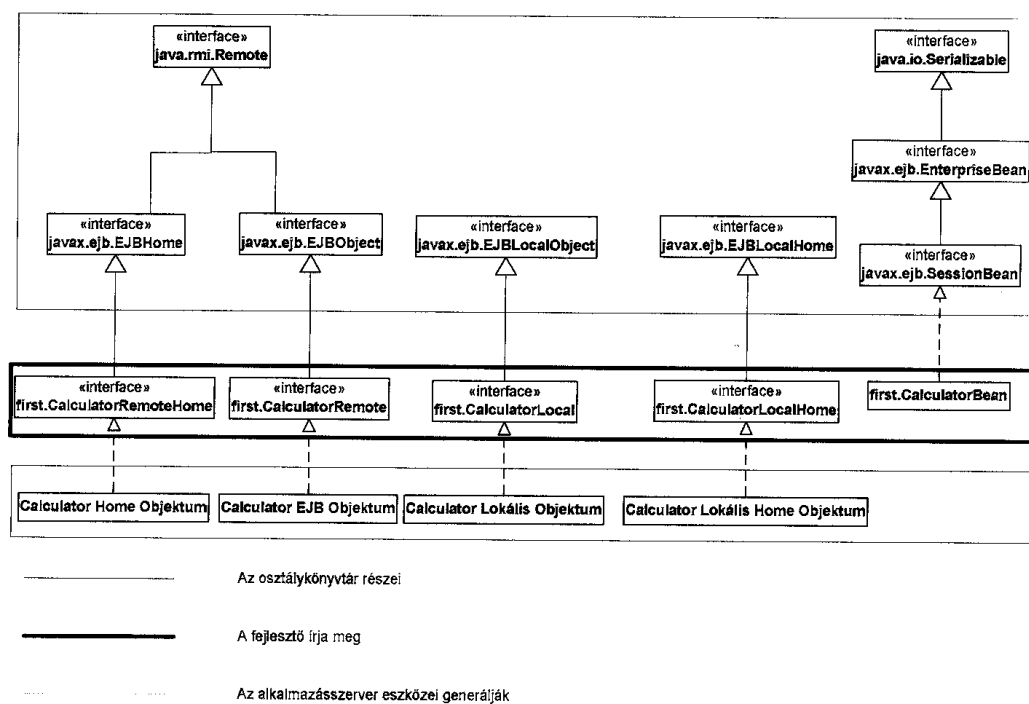 «interface»
java.rmi.Remote
«interface»
java.io.Serializable
«interface»
javax.ejb.EnterpriseBean
«interface»
javax.ejb.EJBHome
«interface»
javax.ejb.EJBObject
«interface»
javax.ejb.EJBLocalObject
«interface»
javax.ejb.EJBLocalHome
«interface»
javax.ejb.SessionBean
«interface»
first.CalculatorRemoteHome
«interface»
first.CalculatorRemote
«interface»
first.CalculatorLocal
«interface»
first.CalculatorLocalHome
first.CalculatorBean
Calculator Home Objektum
Calculator EJB Objektum
Calculator Lokális Objektum
Calculator Lokális Home Objektum
Az osztálykönyvtár részei
A fejlesztő írja meg
Az alkalmazásszerver eszközei generálják